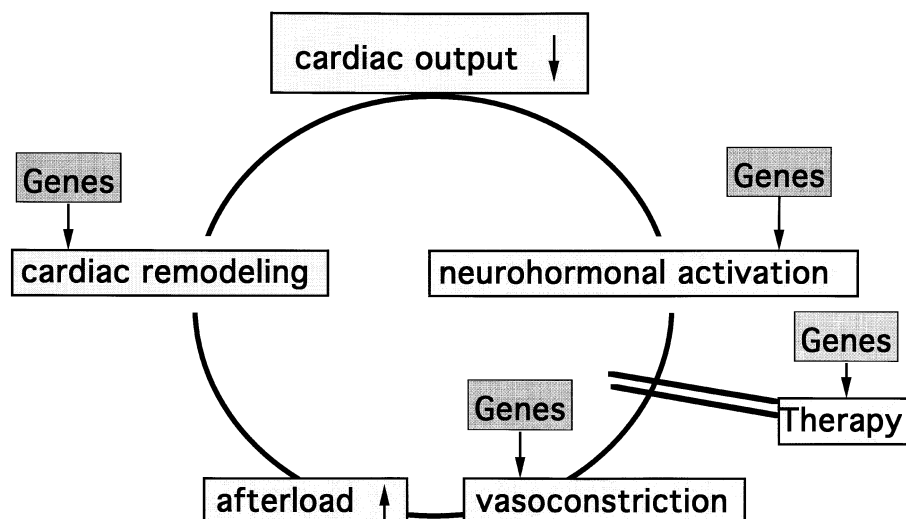 cardiac output ↓
Genes
Genes
cardiac remodeling
neurohormonal activation
Genes
Genes
Therapy
afterload ↑
vasoconstriction